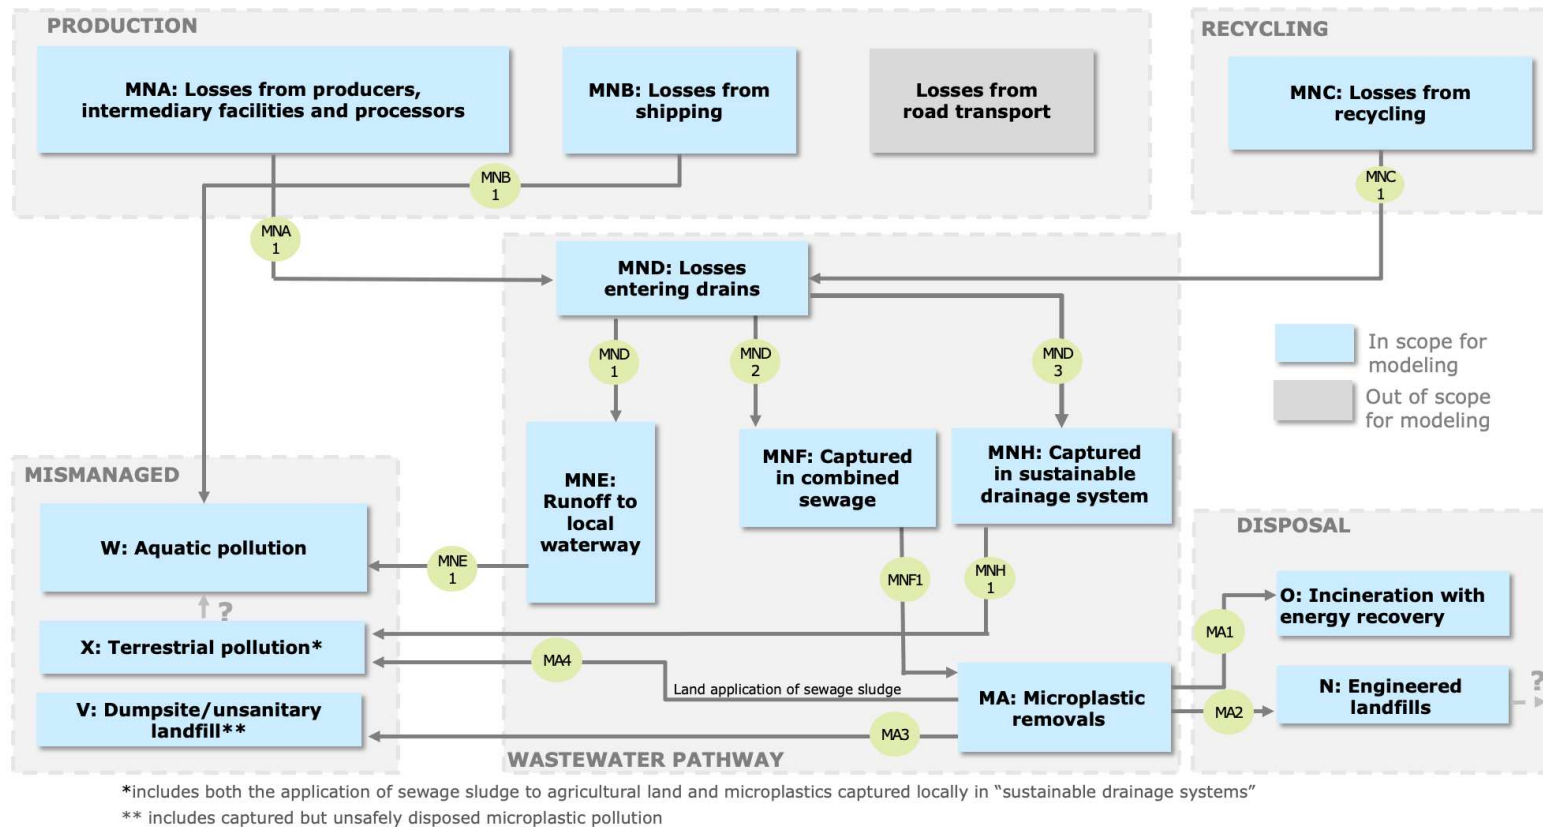 PRODUCTION
MNA: Losses from producers,
intermediary facilities and processors
MNB: Losses from
shipping
Losses from
road transport
RECYCLING
MNC: Losses from
recycling
MNB
1
MNC
1
MNA
1
MND: Losses
entering drains
MND
1
MND
2
MND
3
In scope for
modeling
Out of scope
for modeling
MNE:
Runoff to
local
waterway
MNF: Captured
in combined
sewage
MNH: Captured
in sustainable
drainage system
MISMANAGED
W: Aquatic pollution
MNE
1
MNF1
MNH
1
?
X: Terrestrial pollution*
MA4
Land application of sewage sludge
V: Dumpsite/unsanitary
landfill**
MA3
MA: Microplastic
removals
WASTEWATER PATHWAY
DISPOSAL
O: Incineration with
energy recovery
MA1
MA2
N: Engineered
landfills
?
*includes both the application of sewage sludge to agricultural land and microplastics captured locally in “sustainable drainage systems”
** includes captured but unsafely disposed microplastic pollution